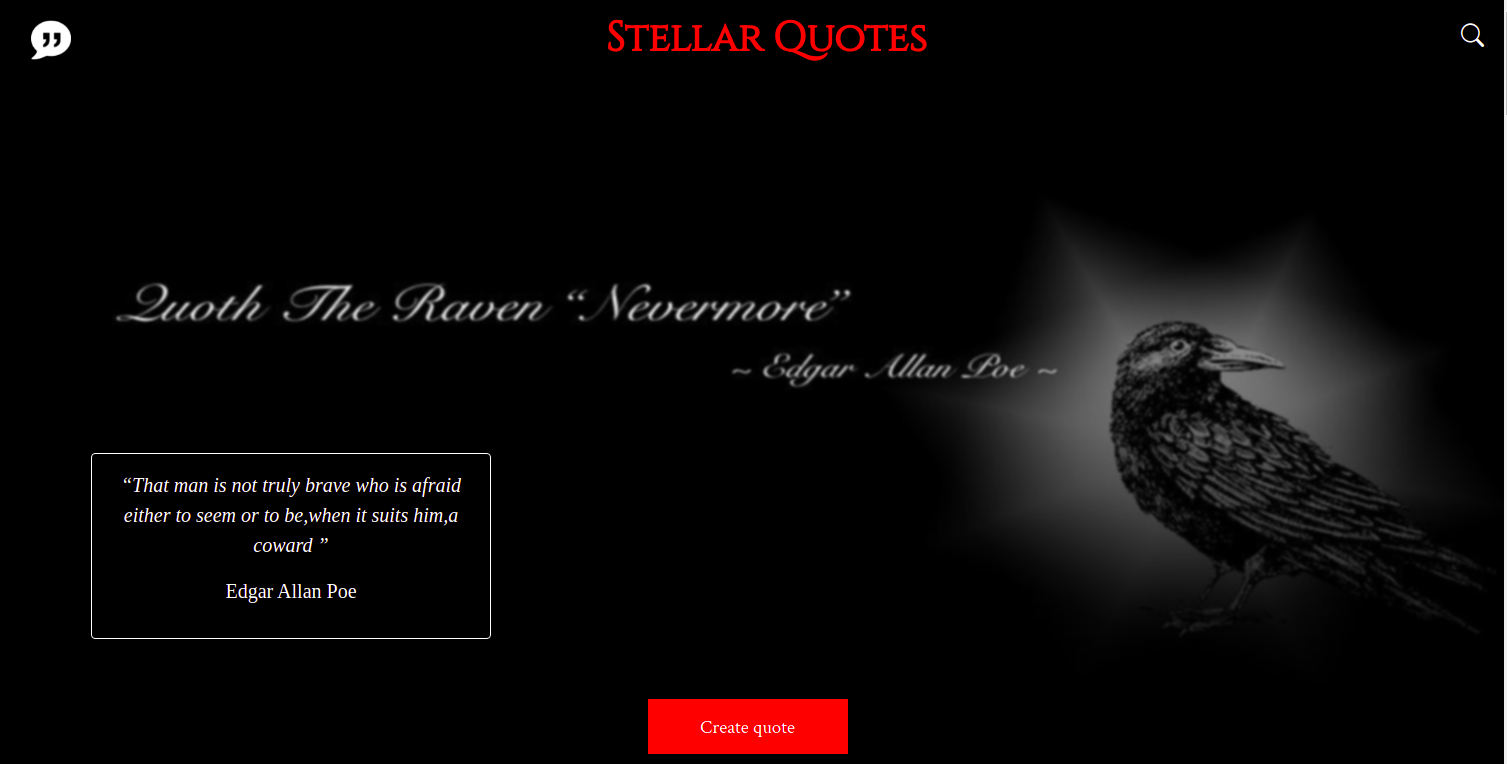 Stellar Quotes
Quoth The Raven “Nevermore”
~ Edgar Allan Poe ~
“That man is not truly brave who is afraid
either to seem or to be,when it suits him,a
coward ”
Edgar Allan Poe
Create quote